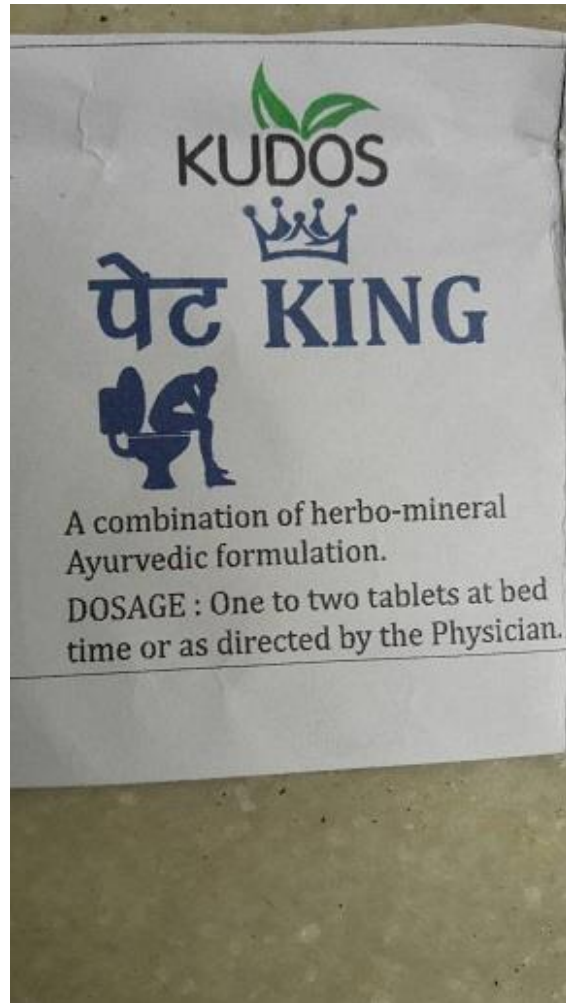 KUDOS
पेट KING
A combination of herbo-mineral
Ayurvedic formulation.
DOSAGE : One to two tablets at bed
time or as directed by the Physician.